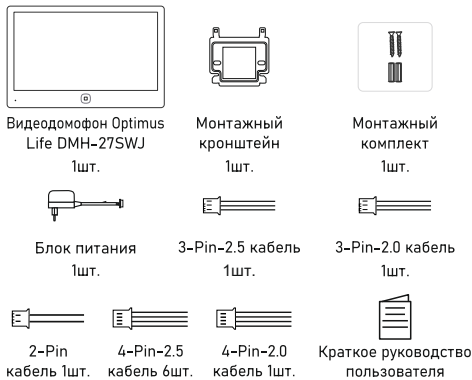 Видеодомофон Optimus
Life DMH-27SWJ
1шт.
Монтажный
кронштейн
1шт.
Монтажный
комплект
1шт.
Блок питания
1шт.
3-Pin-2.5 кабель
1шт.
3-Pin-2.0 кабель
1шт.
2-Pin
кабель 1шт.
4-Pin-2.5
кабель 6шт.
4-Pin-2.0
кабель 1шт.
Краткое руководство
пользователя